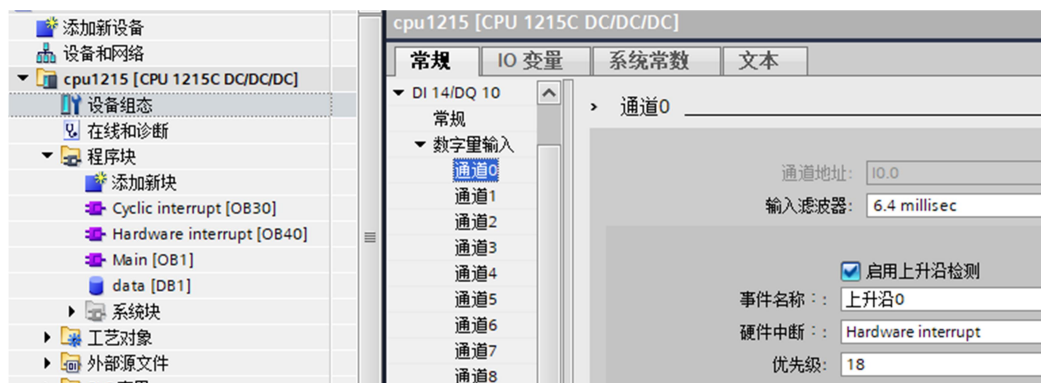 添加新设备
设备和网络
cpu1215 [CPU 1215C DC/DC/DC]
设备组态
在线和诊断
程序块
添加新块
Cyclic interrupt [OB30]
Hardware interrupt [OB40]
Main [OB1]
data [DB1]
系统块
工艺对象
外部源文件
cpu1215 [CPU 1215C DC/DC/DC]
常规 IO 变量 系统常数 文本
DI 14/DQ 10
常规
数字量输入
通道0
通道1
通道2
通道3
通道4
通道5
通道6
通道7
通道8
通道0
通道地址: I0.0
输入滤波器: 6.4 millisec
启用上升沿检测
事件名称：: 上升沿0
硬件中断：: Hardware interrupt
优先级: 18